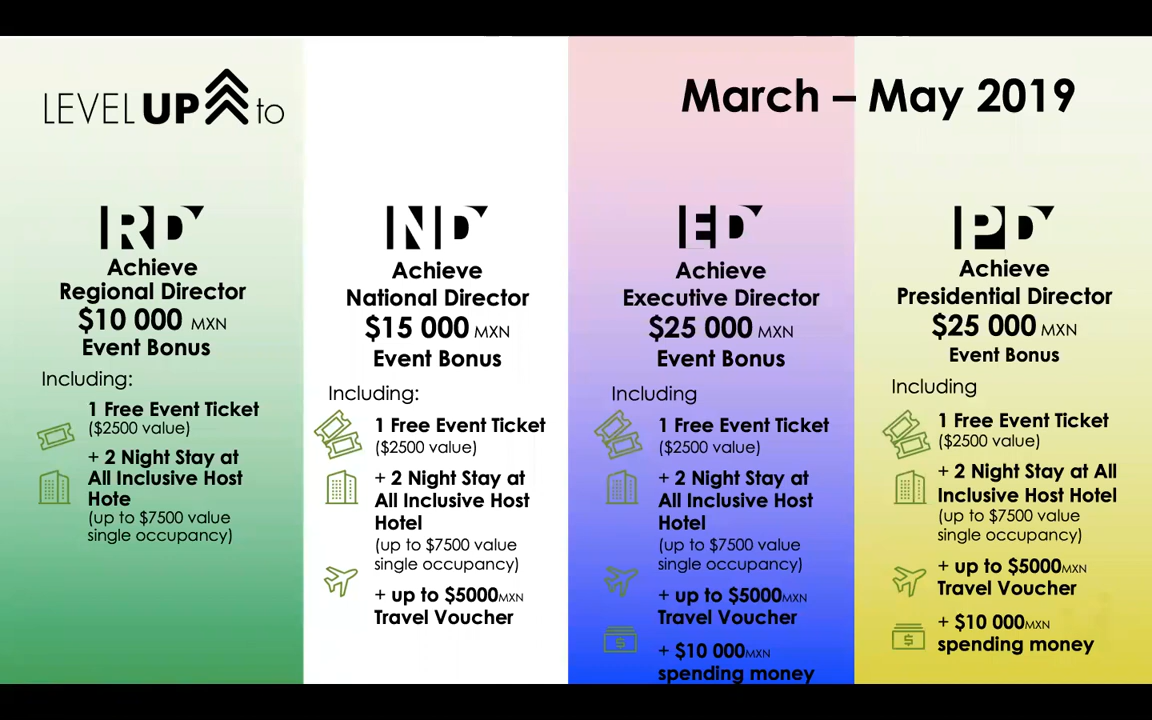 LEVEL UP to
March – May 2019
RD
Achieve
Regional Director
$10 000 MXN
Event Bonus
Including:
1 Free Event Ticket
($2500 value)
+ 2 Night Stay at
All Inclusive Host
Hote
(up to $7500 value
single occupancy)
ND
Achieve
National Director
$15 000 MXN
Event Bonus
Including:
1 Free Event Ticket
($2500 value)
+ 2 Night Stay at
All Inclusive Host
Hotel
(up to $7500 value
single occupancy)
+ up to $5000MXN
Travel Voucher
ED
Achieve
Executive Director
$25 000 MXN
Event Bonus
Including
1 Free Event Ticket
($2500 value)
+ 2 Night Stay at
All Inclusive Host
Hotel
(up to $7500 value
single occupancy)
+ up to $5000MXN
Travel Voucher
$
+ $10 000MXN
spending money
PD
Achieve
Presidential Director
$25 000 MXN
Event Bonus
Including
1 Free Event Ticket
($2500 value)
+ 2 Night Stay at All
Inclusive Host Hotel
(up to $7500 value
single occupancy)
+ up to $5000MXN
Travel Voucher
$
+ $10 000MXN
spending money